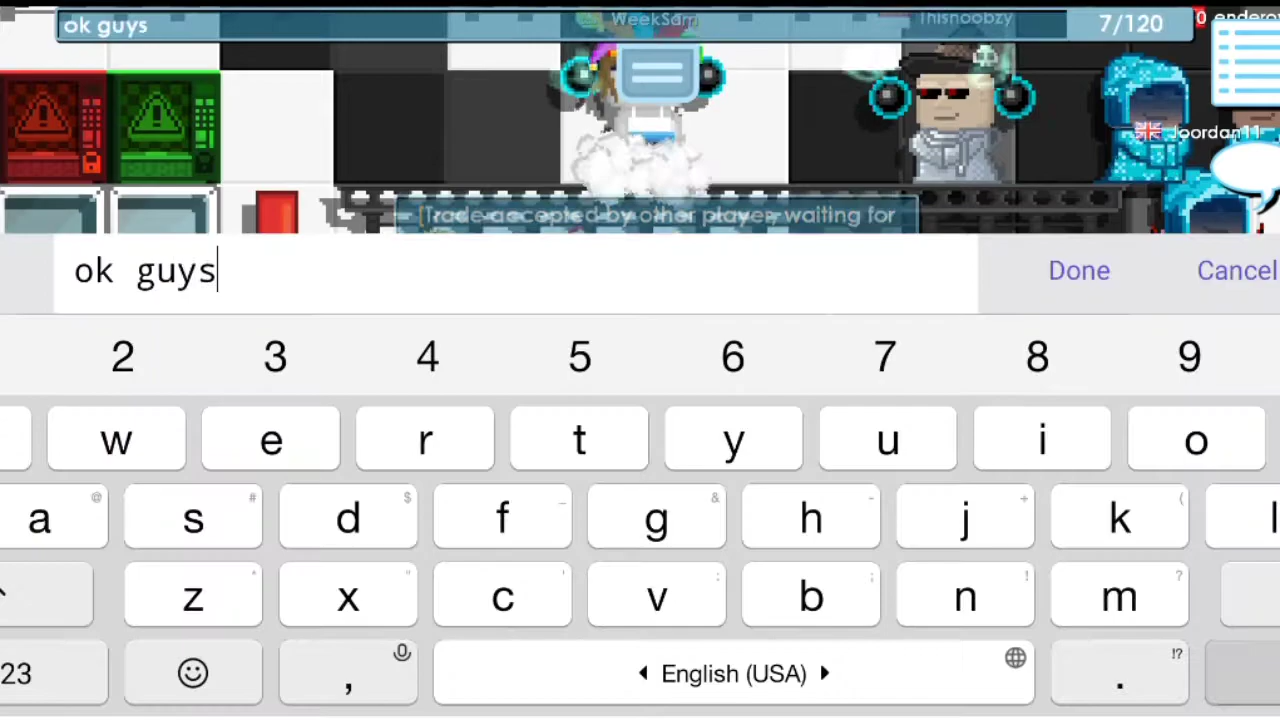 ok guys
7/120
WeekSam
Thisnoobzy
Joordan11
[Trade accepted by other player, waiting for
ok guys
Done
Cancel
2 3 4 5 6 7 8 9
w e r t y u i o
@ # $ _ & - + (
a s d f g h j k l
* " ' : ; ! ?
z x c v b n m
23 , English (USA) !? .